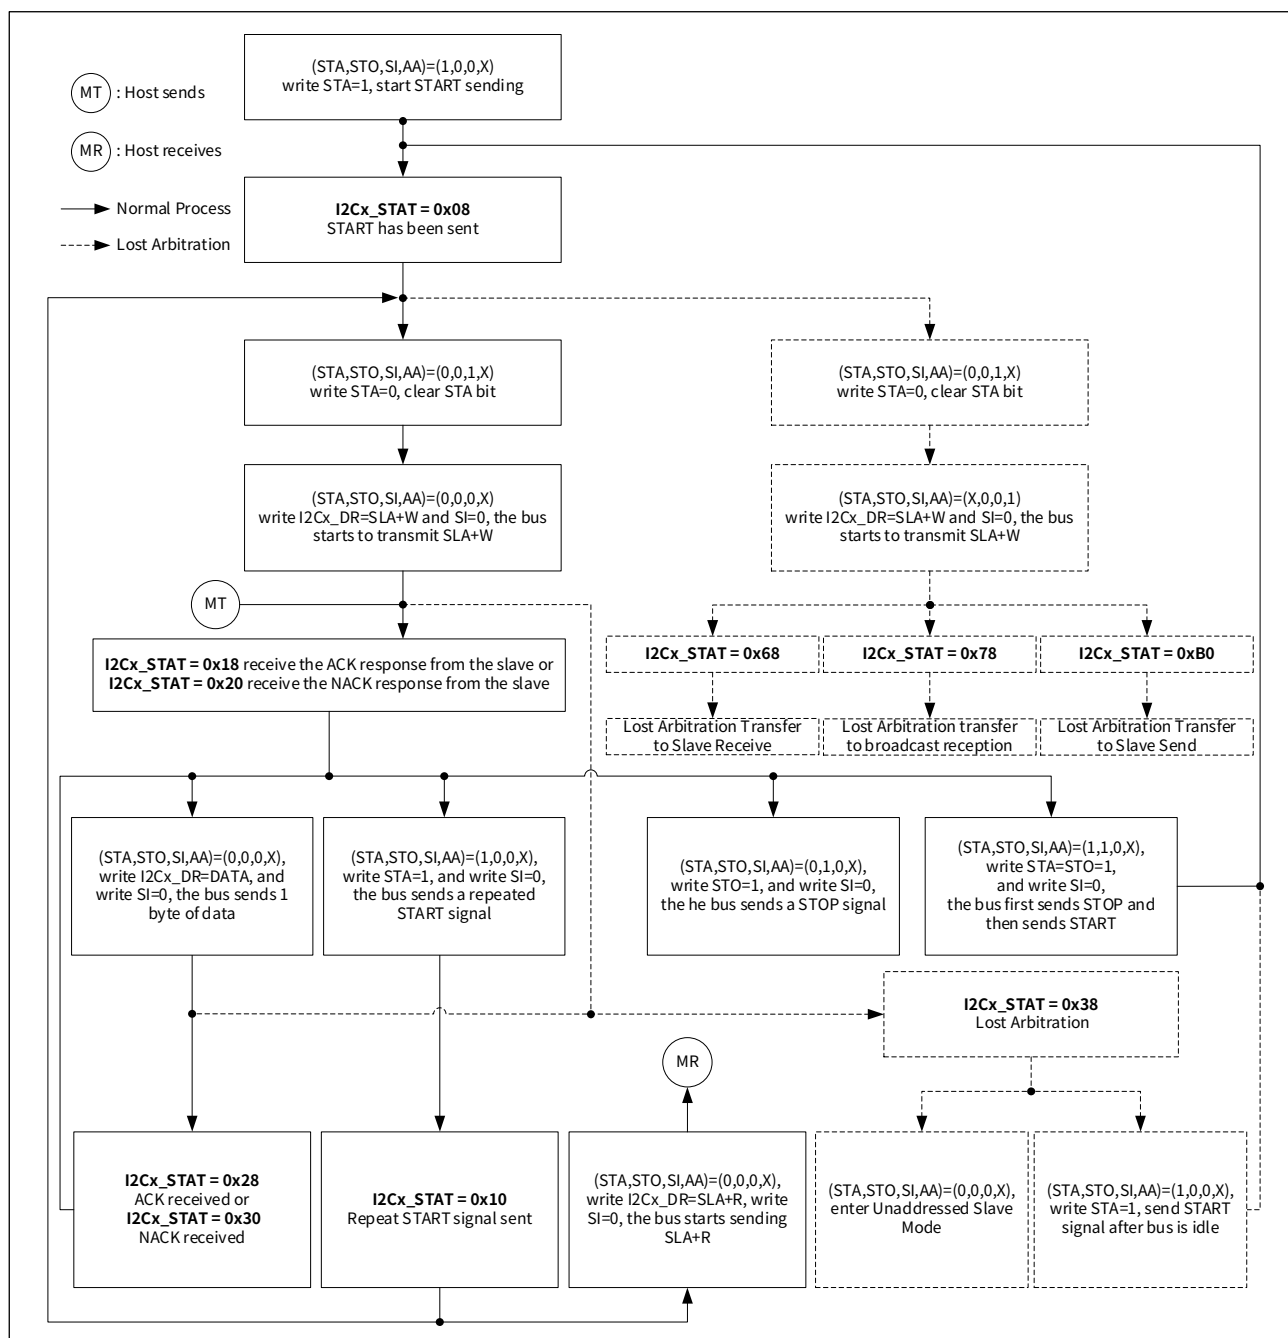 (STA,STO,SI,AA)=(1,0,0,X)
write STA=1, start START sending
MT : Host sends
MR : Host receives
Normal Process
Lost Arbitration
I2Cx_STAT = 0x08
START has been sent
(STA,STO,SI,AA)=(0,0,1,X)
write STA=0, clear STA bit
(STA,STO,SI,AA)=(0,0,1,X)
write STA=0, clear STA bit
(STA,STO,SI,AA)=(0,0,0,X)
write I2Cx_DR=SLA+W and SI=0, the bus
starts to transmit SLA+W
(STA,STO,SI,AA)=(X,0,0,1)
write I2Cx_DR=SLA+W and SI=0, the bus
starts to transmit SLA+W
MT
I2Cx_STAT = 0x18 receive the ACK response from the slave or
I2Cx_STAT = 0x20 receive the NACK response from the slave
I2Cx_STAT = 0x68
I2Cx_STAT = 0x78
I2Cx_STAT = 0xB0
Lost Arbitration Transfer
to Slave Receive
Lost Arbitration transfer
to broadcast reception
Lost Arbitration Transfer
to Slave Send
(STA,STO,SI,AA)=(0,0,0,X),
write I2Cx_DR=DATA, and
write SI=0, the bus sends 1
byte of data
(STA,STO,SI,AA)=(1,0,0,X),
write STA=1, and write SI=0,
the bus sends a repeated
START signal
(STA,STO,SI,AA)=(0,1,0,X),
write STO=1, and write SI=0,
the he bus sends a STOP signal
(STA,STO,SI,AA)=(1,1,0,X),
write STA=STO=1,
and write SI=0,
the bus first sends STOP and
then sends START
I2Cx_STAT = 0x38
Lost Arbitration
MR
I2Cx_STAT = 0x28
ACK received or
I2Cx_STAT = 0x30
NACK received
I2Cx_STAT = 0x10
Repeat START signal sent
(STA,STO,SI,AA)=(0,0,0,X),
write I2Cx_DR=SLA+R, write
SI=0, the bus starts sending
SLA+R
(STA,STO,SI,AA)=(0,0,0,X),
enter Unaddressed Slave
Mode
(STA,STO,SI,AA)=(1,0,0,X),
write STA=1, send START
signal after bus is idle